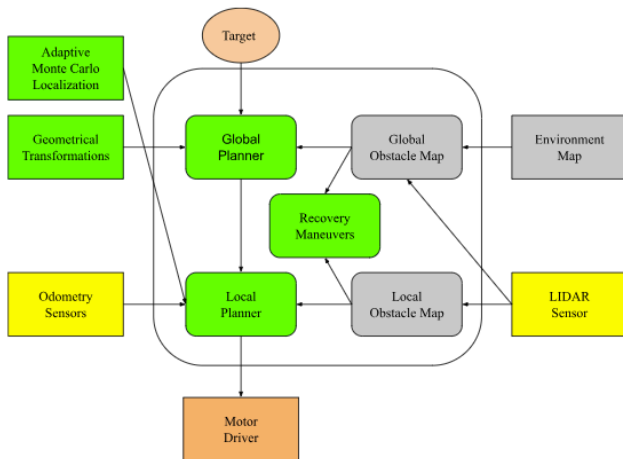 Target
Adaptive
Monte Carlo
Localization
Geometrical
Transformations
Global
Planner
Global
Obstacle Map
Environment
Map
Recovery
Maneuvers
Odometry
Sensors
Local
Planner
Local
Obstacle Map
LIDAR
Sensor
Motor
Driver